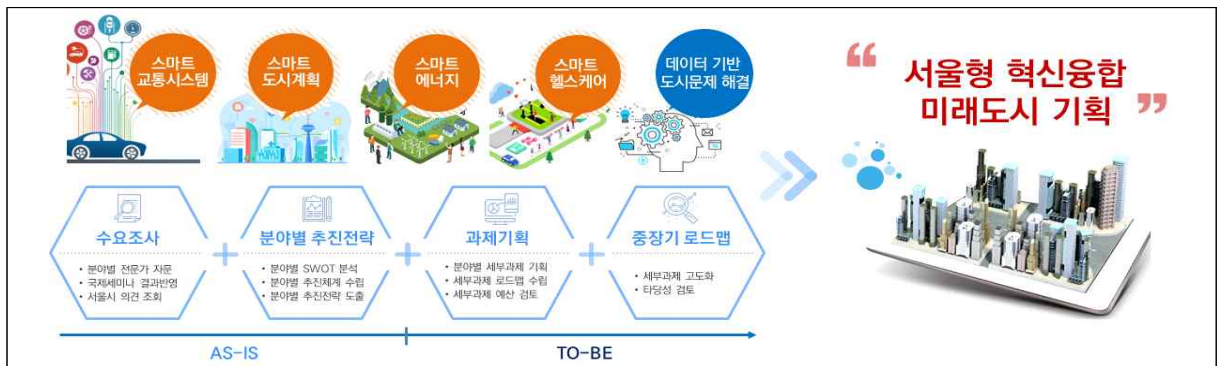 스마트
교통시스템
스마트
도시계획
스마트
에너지
스마트
헬스케어
데이터 기반
도시문제 해결
“ 서울형 혁신융합
미래도시 기획 ”
수요조사
• 분야별 전문가 자문
• 국제세미나 결과반영
• 서울시 의견 조회
+
분야별 추진전략
• 분야별 SWOT 분석
• 분야별 추진체계 수립
• 분야별 추진전략 도출
+
과제기획
• 분야별 세부과제 기획
• 세부과제 로드맵 수립
• 세부과제 예산 검토
+
중장기 로드맵
• 세부과제 고도화
• 타당성 검토
AS-IS
TO-BE